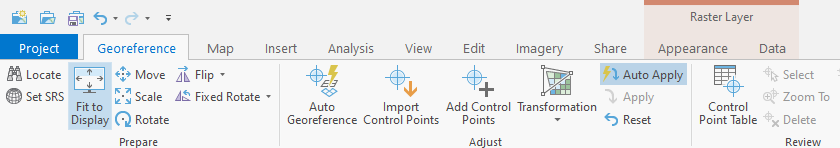 Raster Layer
Project Georeference Map Insert Analysis View Edit Imagery Share Appearance Data
Locate
Set SRS
Fit to
Display
Move
Scale
Rotate
Flip
Fixed Rotate
Prepare
Auto
Georeference
Import
Control Points
Add Control
Points
Transformation
Auto Apply
Apply
Reset
Adjust
Control
Point Table
Select
Zoom To
Delete
Review